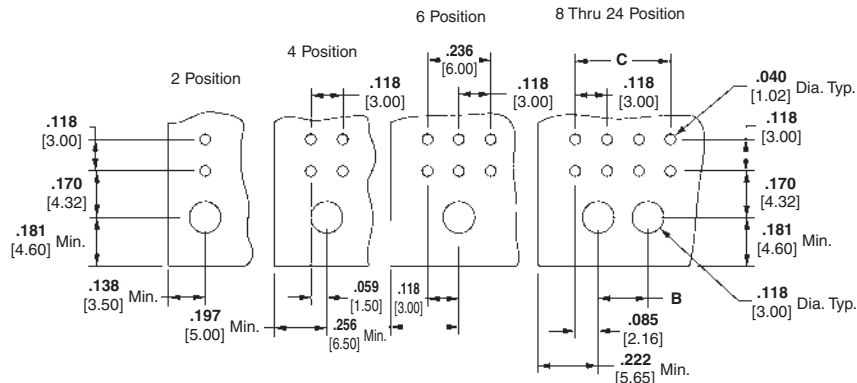 6 Position
8 Thru 24 Position
4 Position
2 Position
.236
[6.00]
C
.118
[3.00]
.118
[3.00]
.118
[3.00]
.040
[1.02] Dia. Typ.
.118
[3.00]
.118
[3.00]
.170
[4.32]
.170
[4.32]
.181
[4.60] Min.
.181
[4.60] Min.
.138
[3.50] Min.
.059
[1.50]
.118
[3.00]
B
.118
[3.00] Dia. Typ.
.197
[5.00] Min.
.256
[6.50] Min.
.085
[2.16]
.222
[5.65] Min.